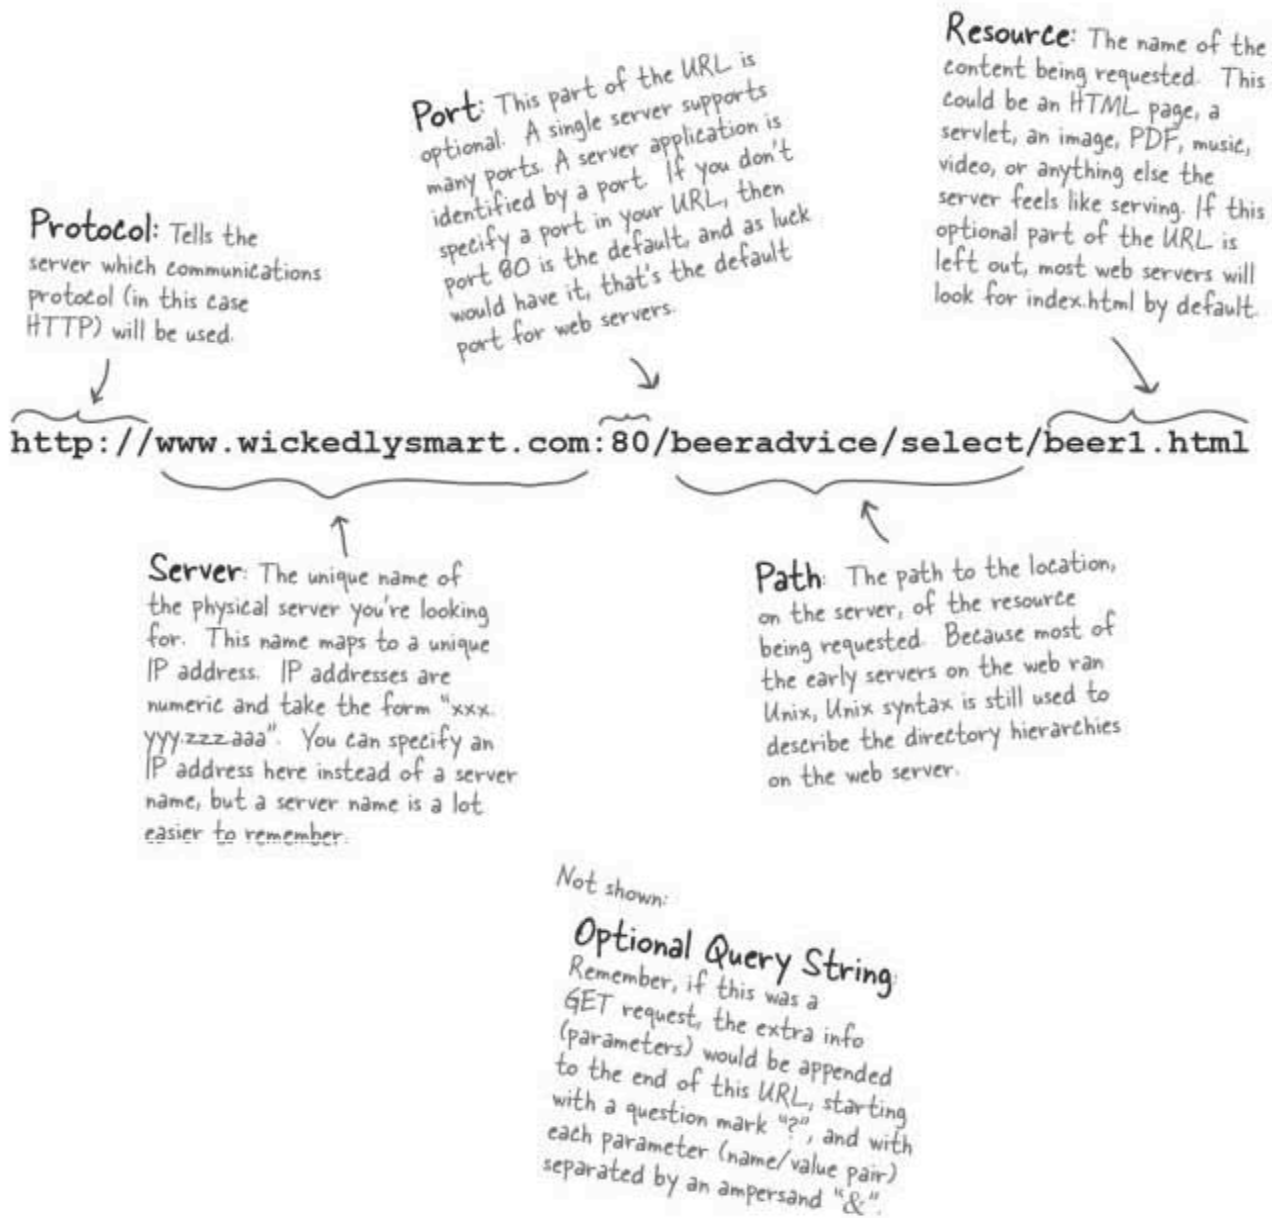 Protocol: Tells the
server which communications
protocol (in this case
HTTP) will be used.
Port: This part of the URL is
optional. A single server supports
many ports. A server application is
identified by a port. If you don't
specify a port in your URL, then
port 80 is the default, and as luck
would have it, that's the default
port for web servers.
Resource: The name of the
content being requested. This
could be an HTML page, a
servlet, an image, PDF, music,
video, or anything else the
server feels like serving. If this
optional part of the URL is
left out, most web servers will
look for index.html by default.
http://www.wickedlysmart.com:80/beeradvice/select/beer1.html
Server: The unique name of
the physical server you're looking
for. This name maps to a unique
IP address. IP addresses are
numeric and take the form "xxx.
yyy.zzz.aaa". You can specify an
IP address here instead of a server
name, but a server name is a lot
easier to remember.
Path: The path to the location,
on the server, of the resource
being requested. Because most of
the early servers on the web ran
Unix, Unix syntax is still used to
describe the directory hierarchies
on the web server.
Not shown:
Optional Query String:
Remember, if this was a
GET request, the extra info
(parameters) would be appended
to the end of this URL, starting
with a question mark "?", and with
each parameter (name/value pair)
separated by an ampersand "&".